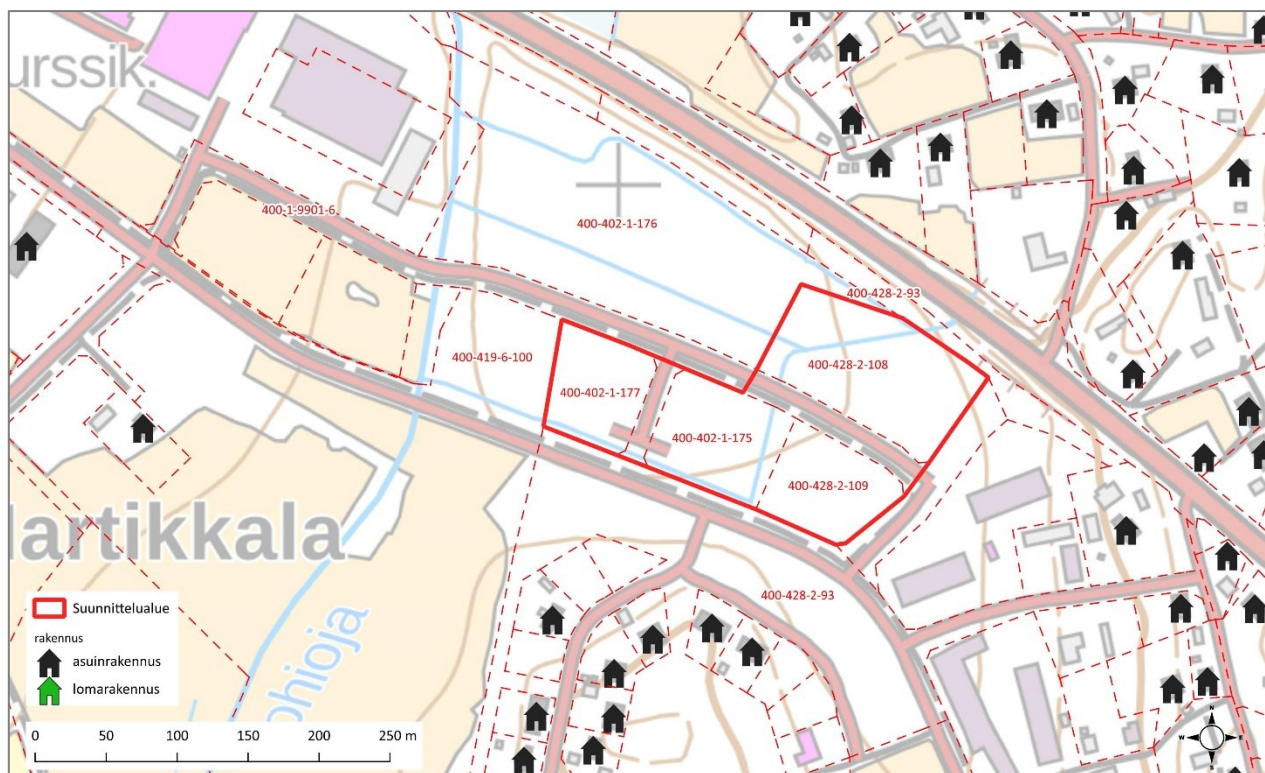 urssik.
400-1-9901-6
400-402-1-176
400-428-2-93
400-419-6-100
400-428-2-108
400-402-1-177
400-402-1-175
400-428-2-109
artikkala
400-428-2-93
ohioja
Suunnittelualue
rakennus
asuinrakennus
lomarakennus
0 50 100 150 200 250 m
N
W E
S